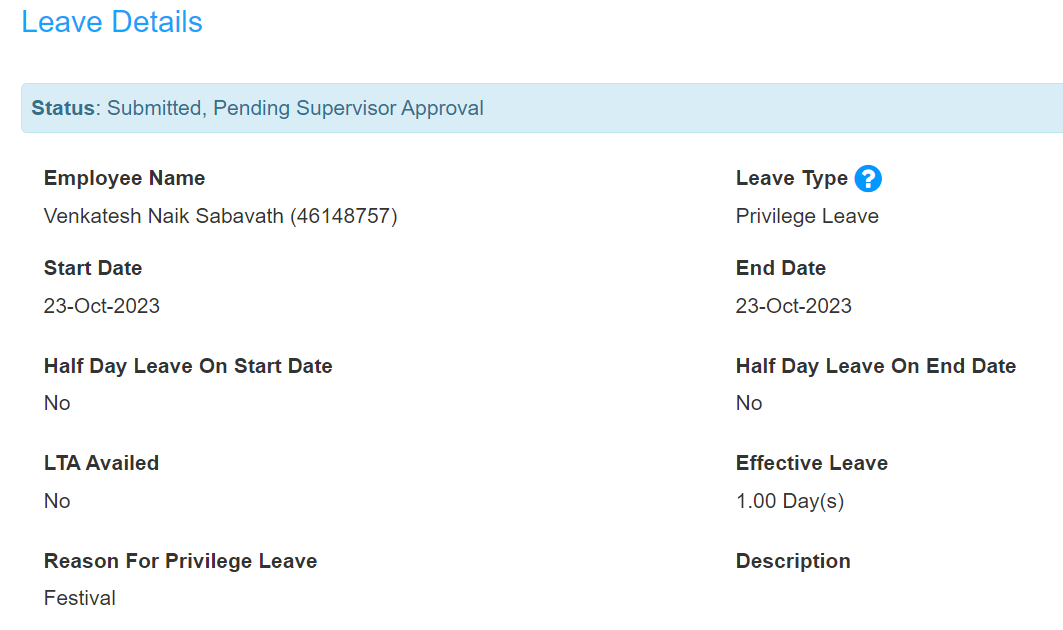 Leave Details
Status: Submitted, Pending Supervisor Approval
Employee Name
Leave Type ?
Venkatesh Naik Sabavath (46148757)
Privilege Leave
Start Date
End Date
23-Oct-2023
23-Oct-2023
Half Day Leave On Start Date
Half Day Leave On End Date
No
No
LTA Availed
Effective Leave
No
1.00 Day(s)
Reason For Privilege Leave
Description
Festival